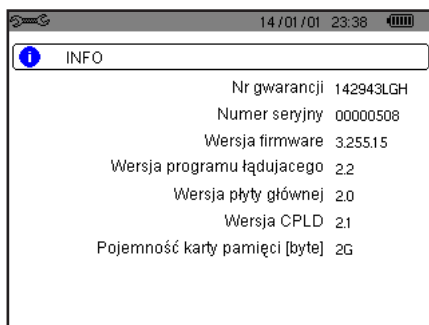 14/01/01 23:38
INFO
Nr gwarancji 142943LGH
Numer seryjny 00000508
Wersja firmware 3.255.15
Wersja programu łądujacego 2.2
Wersja płyty głównej 2.0
Wersja CPLD 2.1
Pojemność karty pamięci [byte] 2G